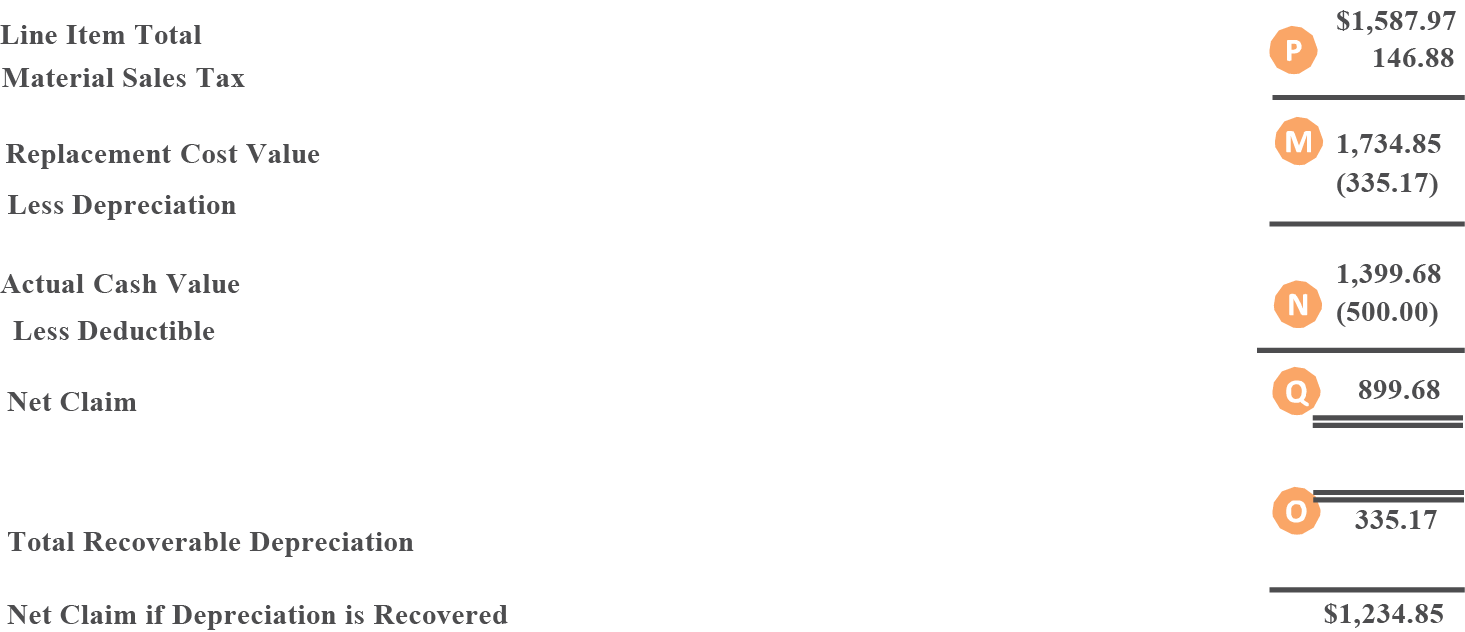 Line Item Total $1,587.97
Material Sales Tax P 146.88
Replacement Cost Value M 1,734.85
Less Depreciation (335.17)
Actual Cash Value 1,399.68
Less Deductible N (500.00)
Net Claim Q 899.68
Total Recoverable Depreciation O 335.17
Net Claim if Depreciation is Recovered $1,234.85